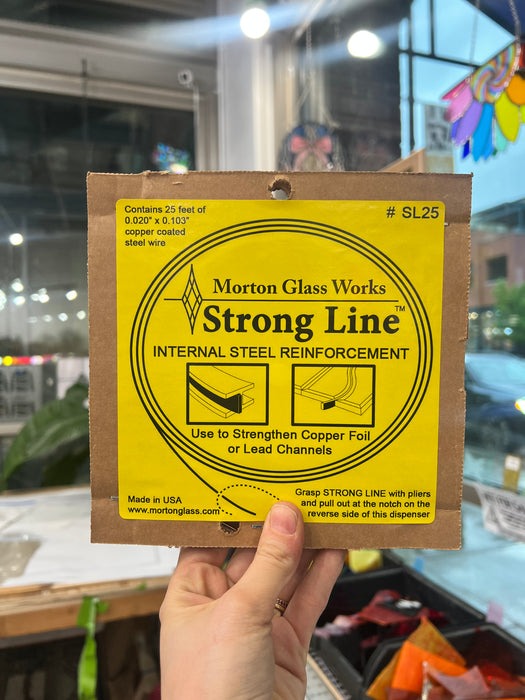 Contains 25 feet of
0.020" x 0.103"
copper coated
steel wire
# SL25
Morton Glass Works
Strong Line™
INTERNAL STEEL REINFORCEMENT
Use to Strengthen Copper Foil
or Lead Channels
Made in USA
www.mortonglass.com
Grasp STRONG LINE with pliers
and pull out at the notch on the
reverse side of this dispenser